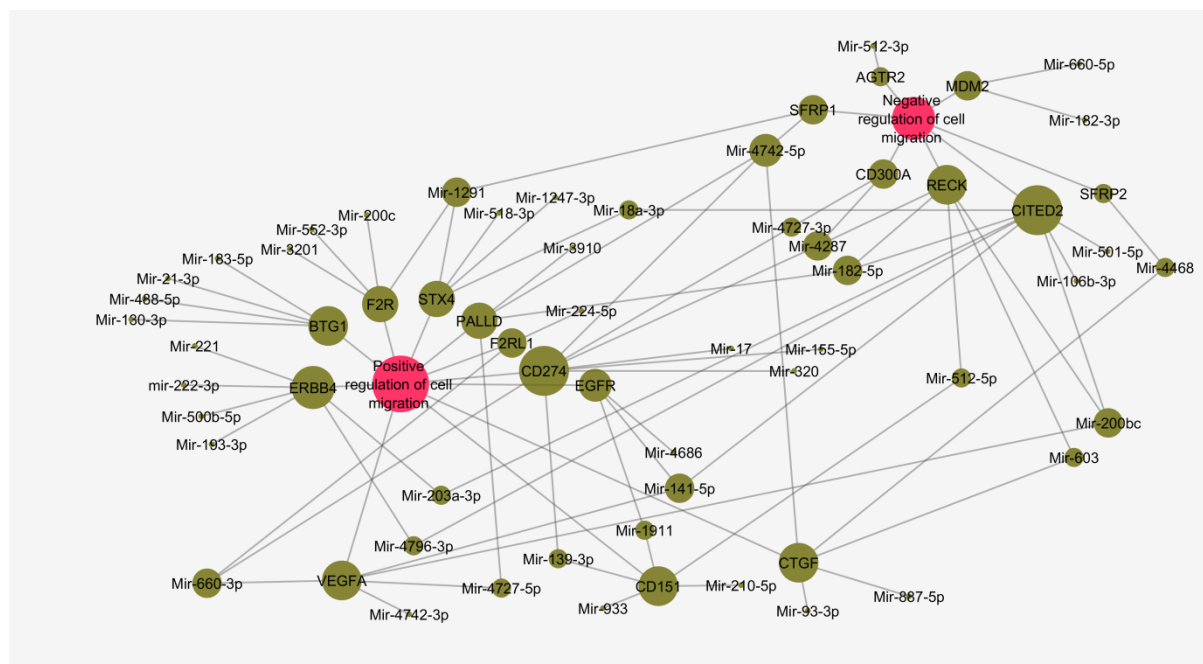 Mir-512-3p
AGTR2
Mir-660-5p
MDM2
Negative
regulation of cell
migration
SFRP1
Mir-182-3p
Mir-4742-5p
CD300A
RECK
SFRP2
CITED2
Mir-1291
Mir-1247-3p
Mir-518-3p
Mir-18a-3p
Mir-200c
Mir-552-3p
Mir-3201
Mir-4727-3p
Mir-4287
Mir-3910
Mir-501-5p
Mir-4468
Mir-182-5p
Mir-106b-3p
Mir-183-5p
Mir-21-3p
Mir-488-5p
Mir-130-3p
F2R
STX4
PALLD
Mir-224-5p
BTG1
F2RL1
Mir-221
Mir-17
Mir-155-5p
Positive
regulation of cell
migration
CD274
Mir-320
EGFR
Mir-512-5p
ERBB4
mir-222-3p
Mir-500b-5p
Mir-193-3p
Mir-200bc
Mir-4686
Mir-603
Mir-203a-3p
Mir-141-5p
Mir-1911
Mir-4796-3p
Mir-139-3p
CTGF
Mir-660-3p
VEGFA
Mir-4727-5p
CD151
Mir-210-5p
Mir-887-5p
Mir-933
Mir-93-3p
Mir-4742-3p